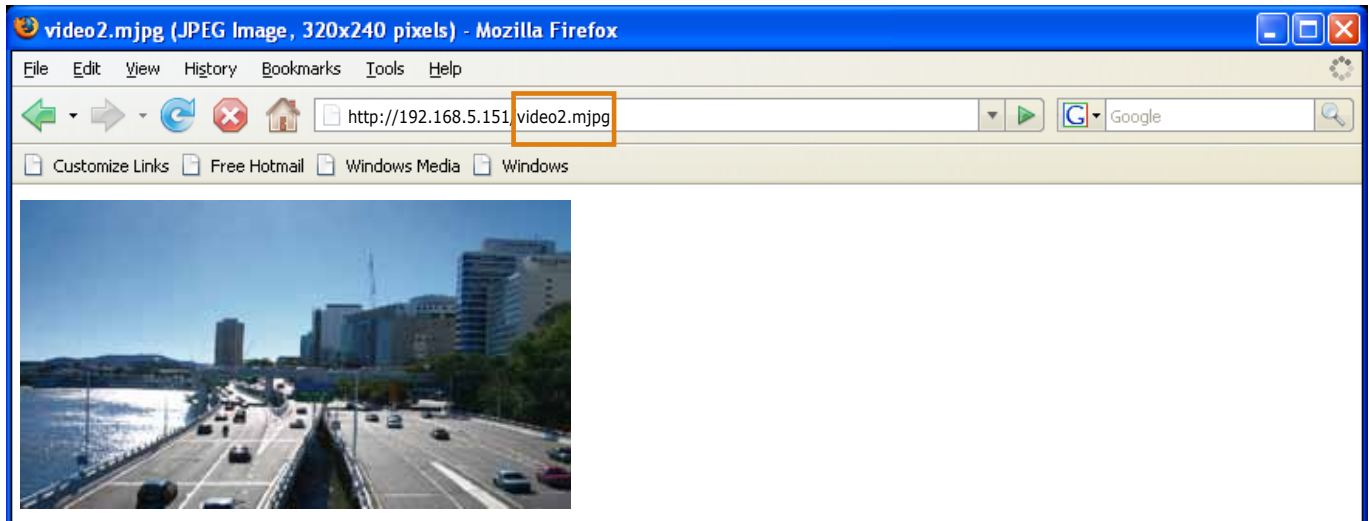 video2.mjpg (JPEG Image, 320x240 pixels) - Mozilla Firefox
File Edit View History Bookmarks Tools Help
http://192.168.5.151/video2.mjpg G Google
Customize Links Free Hotmail Windows Media Windows